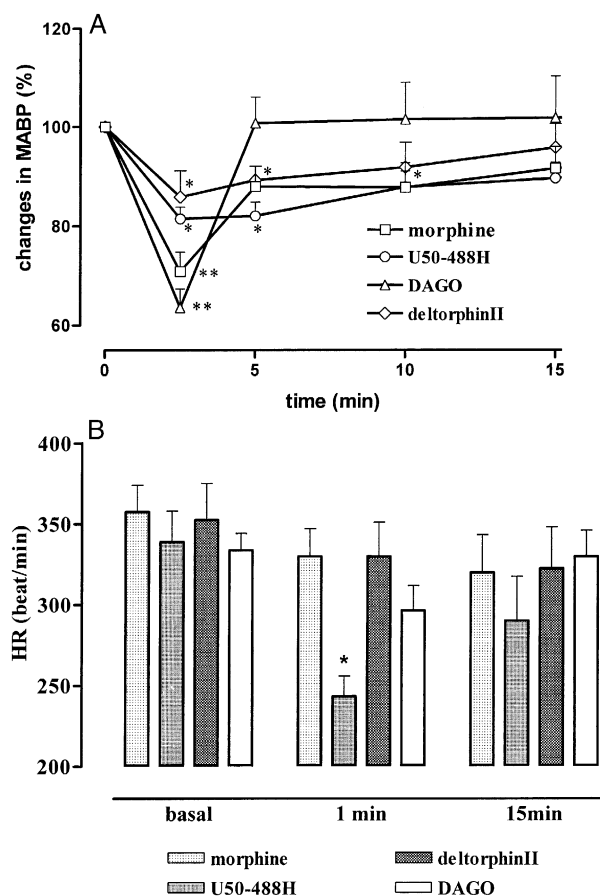 A
changes in MABP (%)
120
100
80
60
*
*
*
*
*
**
**
morphine
U50-488H
DAGO
deltorphinII
0 5 10 15
time (min)
B
HR (beat/min)
400
350
300
250
200
*
basal 1 min 15min
morphine deltorphinII
U50-488H DAGO